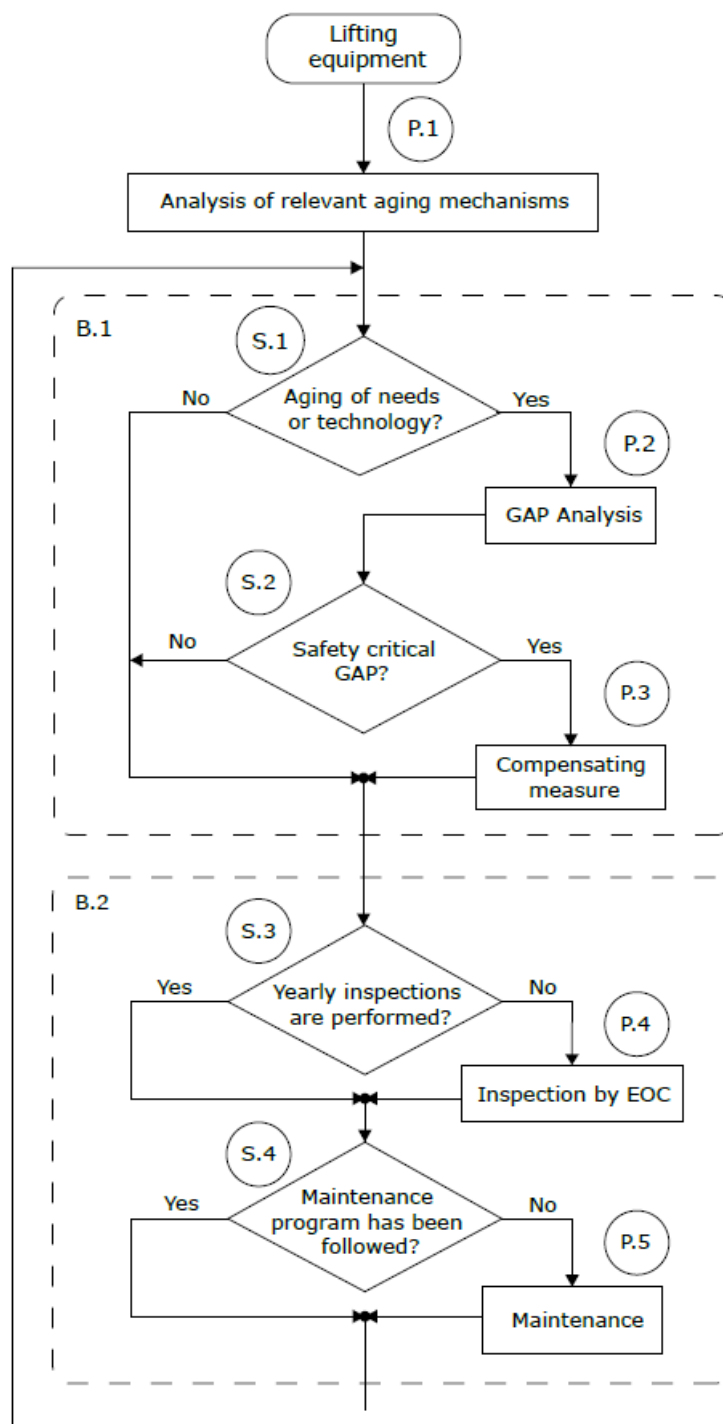 Lifting
equipment
P.1
Analysis of relevant aging mechanisms
B.1
S.1
Aging of needs
or technology?
No
Yes
P.2
GAP Analysis
S.2
Safety critical
GAP?
No
Yes
P.3
Compensating
measure
B.2
S.3
Yearly inspections
are performed?
Yes
No
P.4
Inspection by EOC
S.4
Maintenance
program has been
followed?
Yes
No
P.5
Maintenance